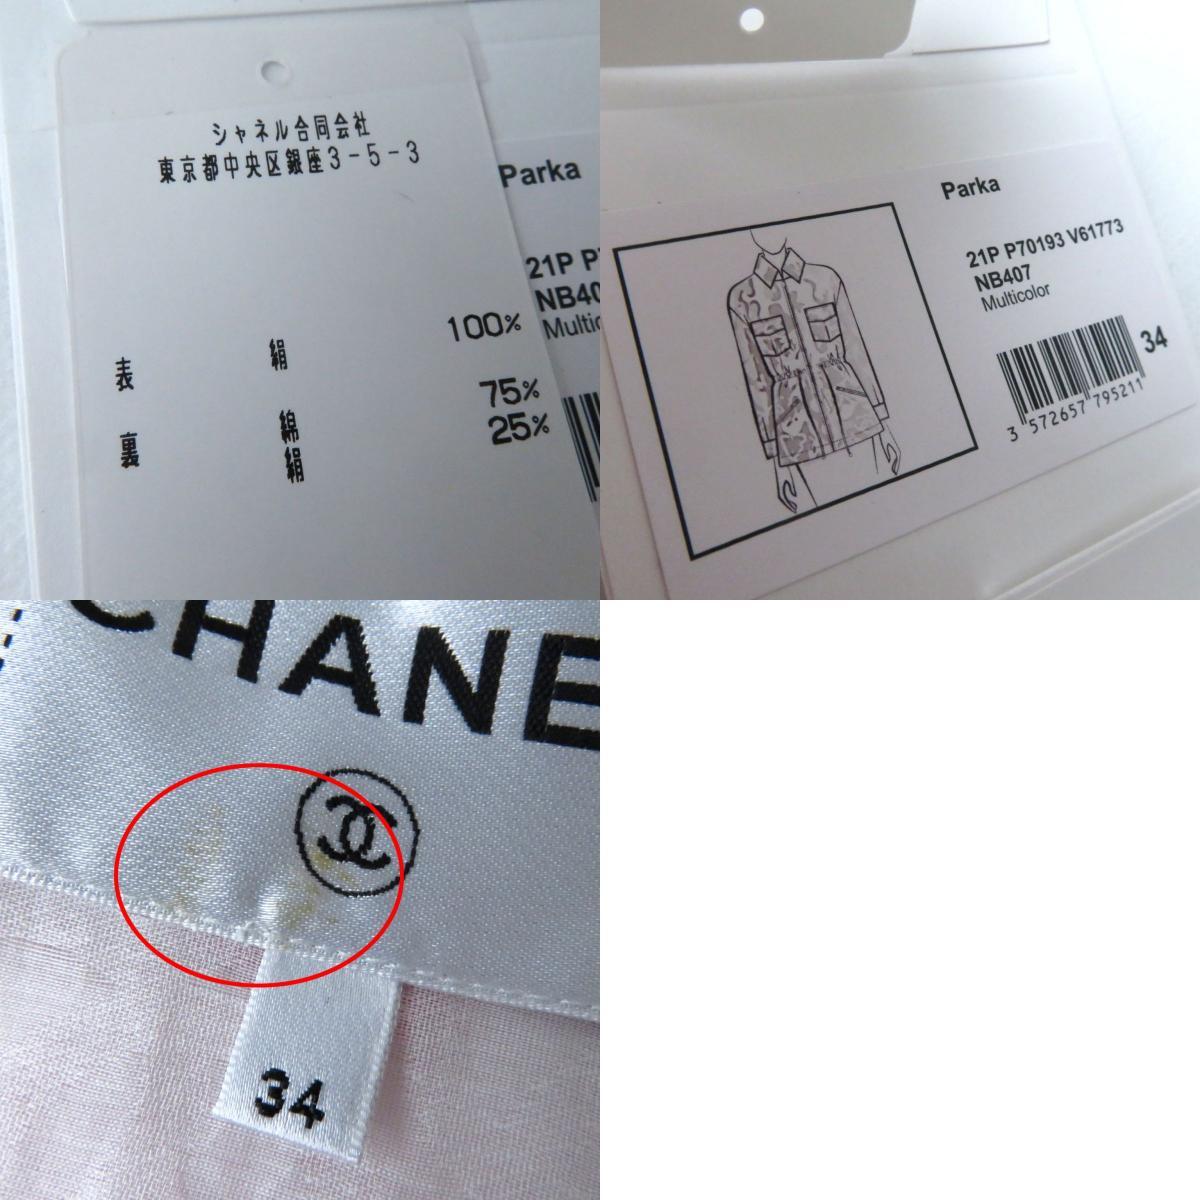 シャネル合同会社
東京都中央区銀座3-5-3
表 絹 100%
裏 綿 75%
絹 25%
Parka
21P P7
NB40
Multic
Parka
21P P70193 V61773
NB407
Multicolor
34
3 572657 795211
CHANE
34